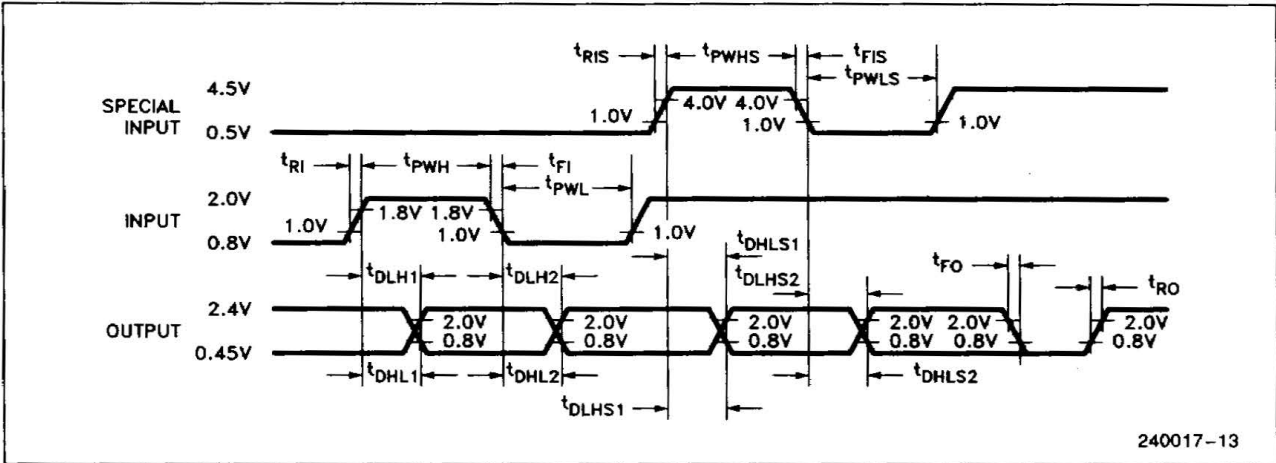 tRIS tPWHS tFIS
tPWLS
4.5V
SPECIAL INPUT
4.0V 4.0V
1.0V 1.0V 1.0V
0.5V
tRI tPWH tFI
tPWL
2.0V
INPUT
1.8V 1.8V
1.0V 1.0V 1.0V
0.8V
tDHLS1
tDLH1 tDLH2 tDLHS2 tFO
tRO
2.4V
OUTPUT
2.0V 2.0V 2.0V 2.0V 2.0V 2.0V
0.8V 0.8V 0.8V 0.8V 0.8V 0.8V
0.45V
tDHL1 tDHL2 tDHLS2
tDLHS1
240017-13